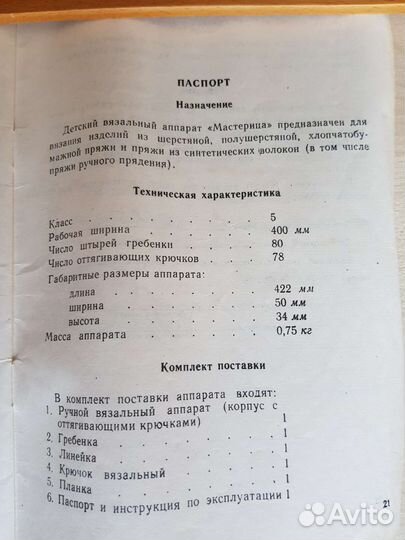 ПАСПОРТ
Назначение
Детский вязальный аппарат «Мастерица» предназначен для
вязания изделий из шерстяной, полушерстяной, хлопчатобу-
мажной пряжи и пряжи из синтетических волокон (в том числе
пряжи ручного прядения).
Техническая характеристика
Класс . . . . . . 5
Рабочая ширина . . . . 400 мм
Число штырей гребенки . . . 80
Число оттягивающих крючков . . . 78
Габаритные размеры аппарата:
длина . . . . . 422 мм
ширина . . . . . 50 мм
высота . . . . . 34 мм
Масса аппарата . . . . 0,75 кг
Комплект поставки
В комплект поставки аппарата входят:
1. Ручной вязальный аппарат (корпус с
оттягивающими крючками) 1
2. Гребенка . . . . . 1
3. Линейка . . . . . 1
4. Крючок вязальный . . . . 1
5. Планка . . . . . 1
6. Паспорт и инструкция по эксплуатации 1
21
Avito